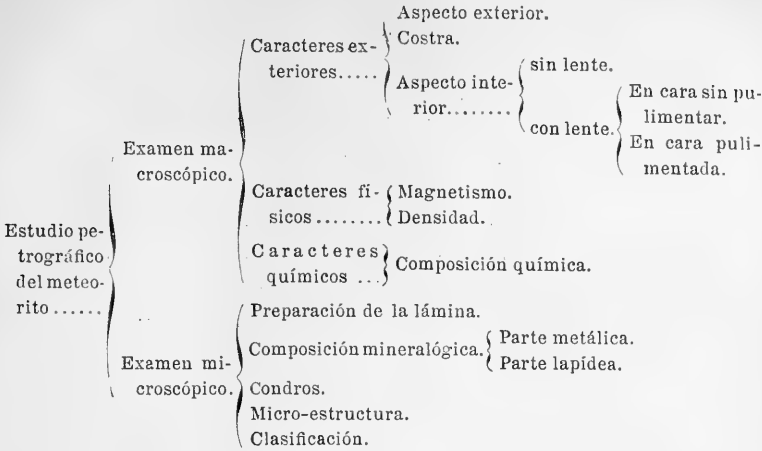 Estudio pe-
trográfico
del meteo-
rito ......
Examen ma-
croscópico.
Caracteres ex-
teriores.....
Aspecto exterior.
Costra.
Aspecto inte-
rior........
sin lente.
con lente.
En cara sin pu-
limentar.
En cara puli-
mentada.
Caracteres fí-
sicos ........
Magnetismo.
Densidad.
Caracteres
químicos ...
Composición química.
Examen mi-
croscópico.
Preparación de la lámina.
Composición mineralógica.
Parte metálica.
Parte lapídea.
Condros.
Micro-estructura.
Clasificación.